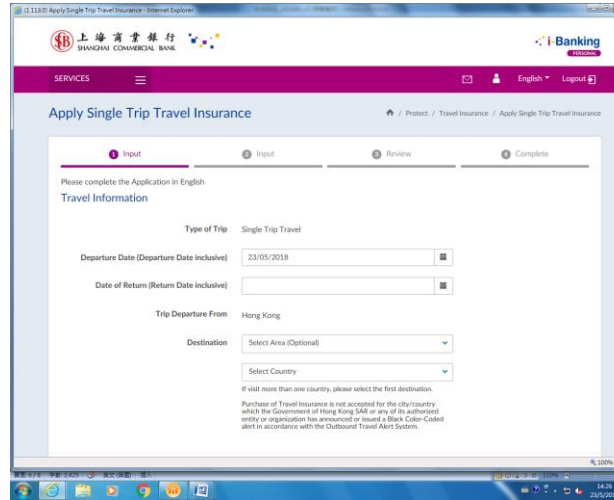 (1.113.0) Apply Single Trip Travel Insurance - Internet Explorer
上海商業銀行
SHANGHAI COMMERCIAL BANK
i-Banking
PERSONAL
SERVICES
English
Logout
Apply Single Trip Travel Insurance
/ Protect / Travel Insurance / Apply Single Trip Travel Insurance
1 Input
2 Input
3 Review
4 Complete
Please complete the Application in English
Travel Information
Type of Trip
Single Trip Travel
Departure Date (Departure Date inclusive)
23/05/2018
Date of Return (Return Date inclusive)
Trip Departure From
Hong Kong
Destination
Select Area (Optional)
Select Country
If visit more than one country, please select the first destination.
Purchase of Travel Insurance is not accepted for the city/country
which the Government of Hong Kong SAR or any of its authorized
entity or organization has announced or issued a Black Color-Coded
alert in accordance with the Outbound Travel Alert System.
100%
14:26